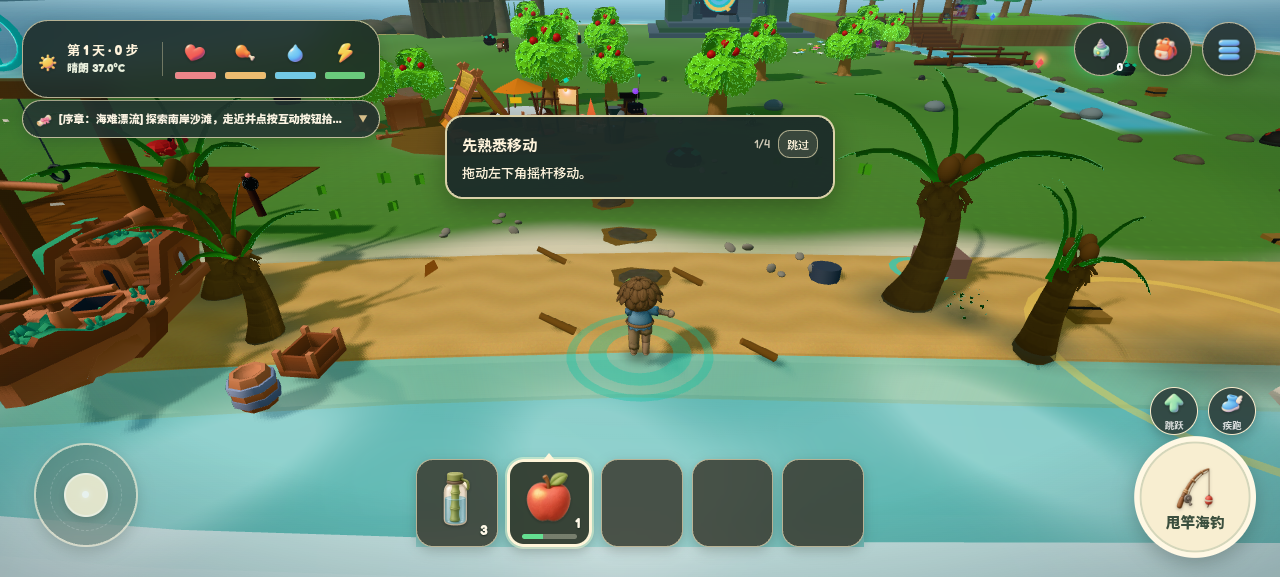 第 1 天 · 0 步
晴朗 37.0°C
[序章：海难漂流] 探索南岸沙滩，走近并点按互动按钮拾...
先熟悉移动
1/4
跳过
拖动左下角摇杆移动。
0
跳跃
疾跑
甩竿海钓
3
1